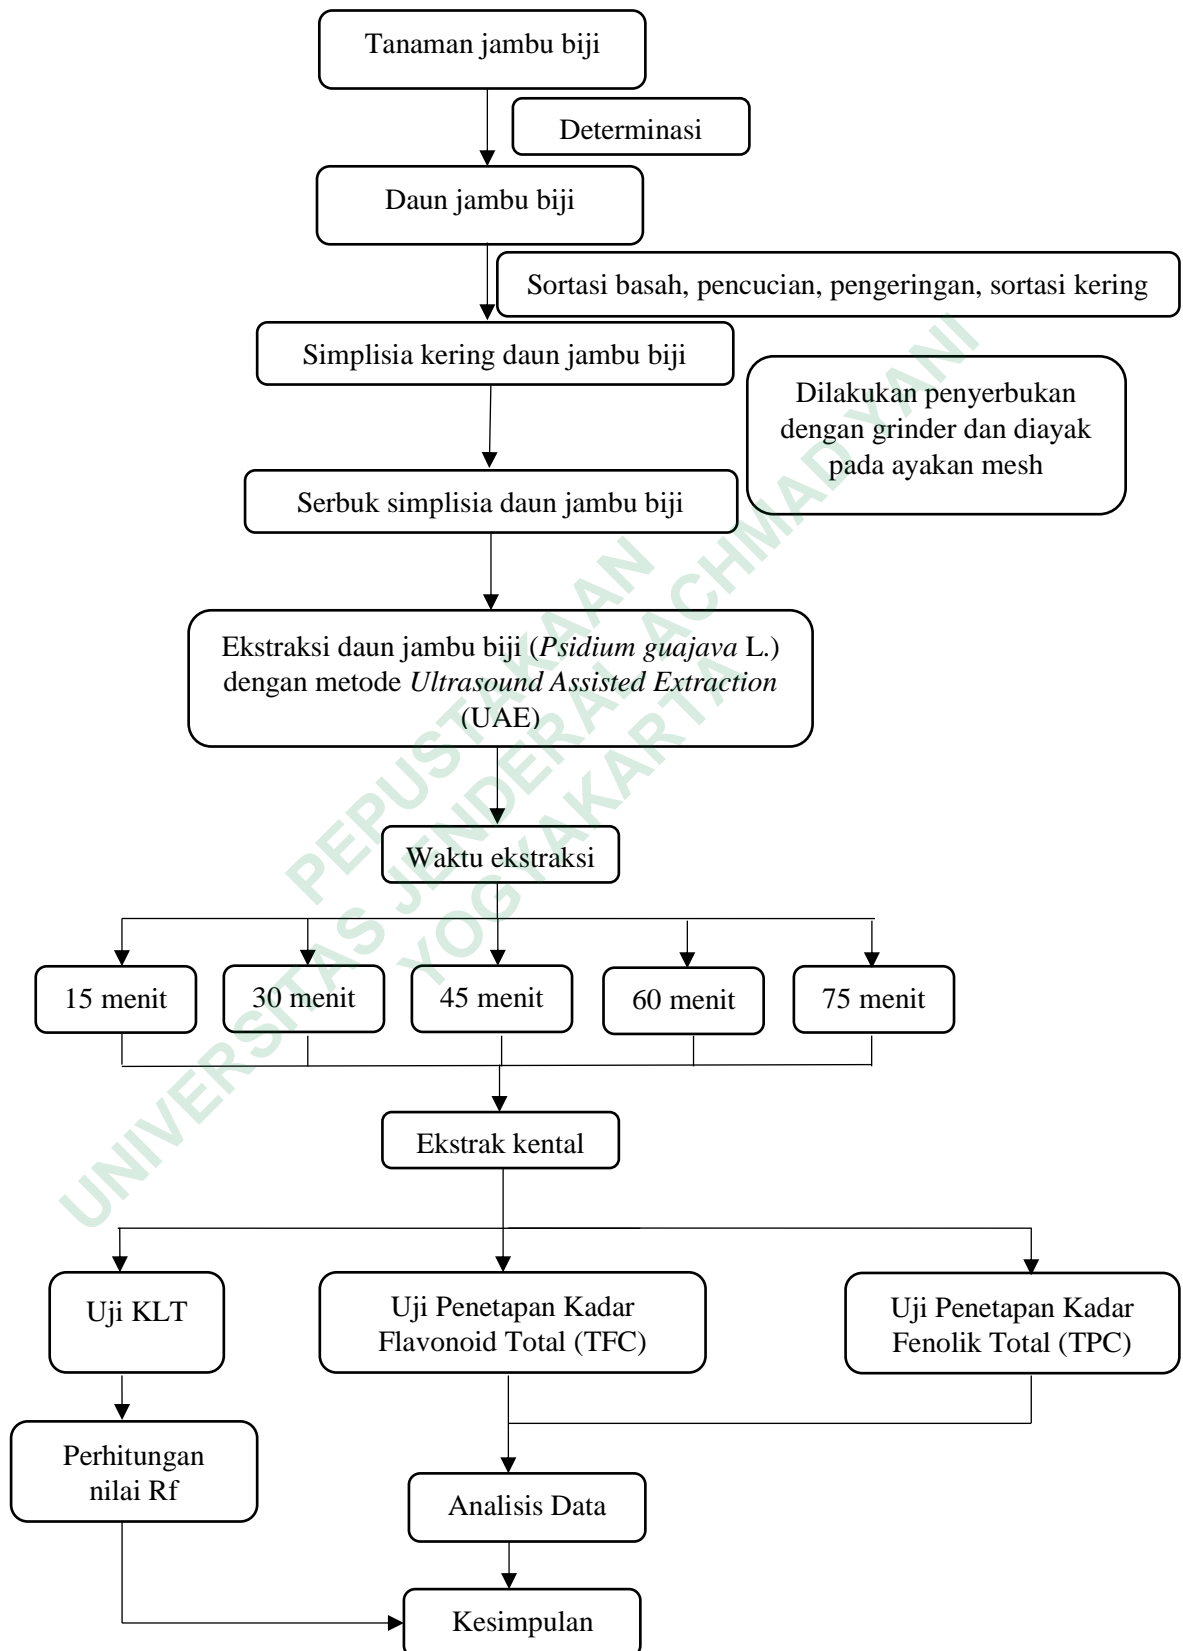 Tanaman jambu biji
Determinasi
Daun jambu biji
Sortasi basah, pencucian, pengeringan, sortasi kering
Simplisia kering daun jambu biji
Dilakukan penyerbukan
dengan grinder dan diayak
pada ayakan mesh
Serbuk simplisia daun jambu biji
Ekstraksi daun jambu biji (Psidium guajava L.)
dengan metode Ultrasound Assisted Extraction
(UAE)
Waktu ekstraksi
15 menit
30 menit
45 menit
60 menit
75 menit
Ekstrak kental
Uji KLT
Uji Penetapan Kadar
Flavonoid Total (TFC)
Uji Penetapan Kadar
Fenolik Total (TPC)
Perhitungan
nilai Rf
Analisis Data
Kesimpulan
PEPUSTAKAAN
UNIVERSITAS JENDERAL ACHMAD YANI
YOGYAKARTA